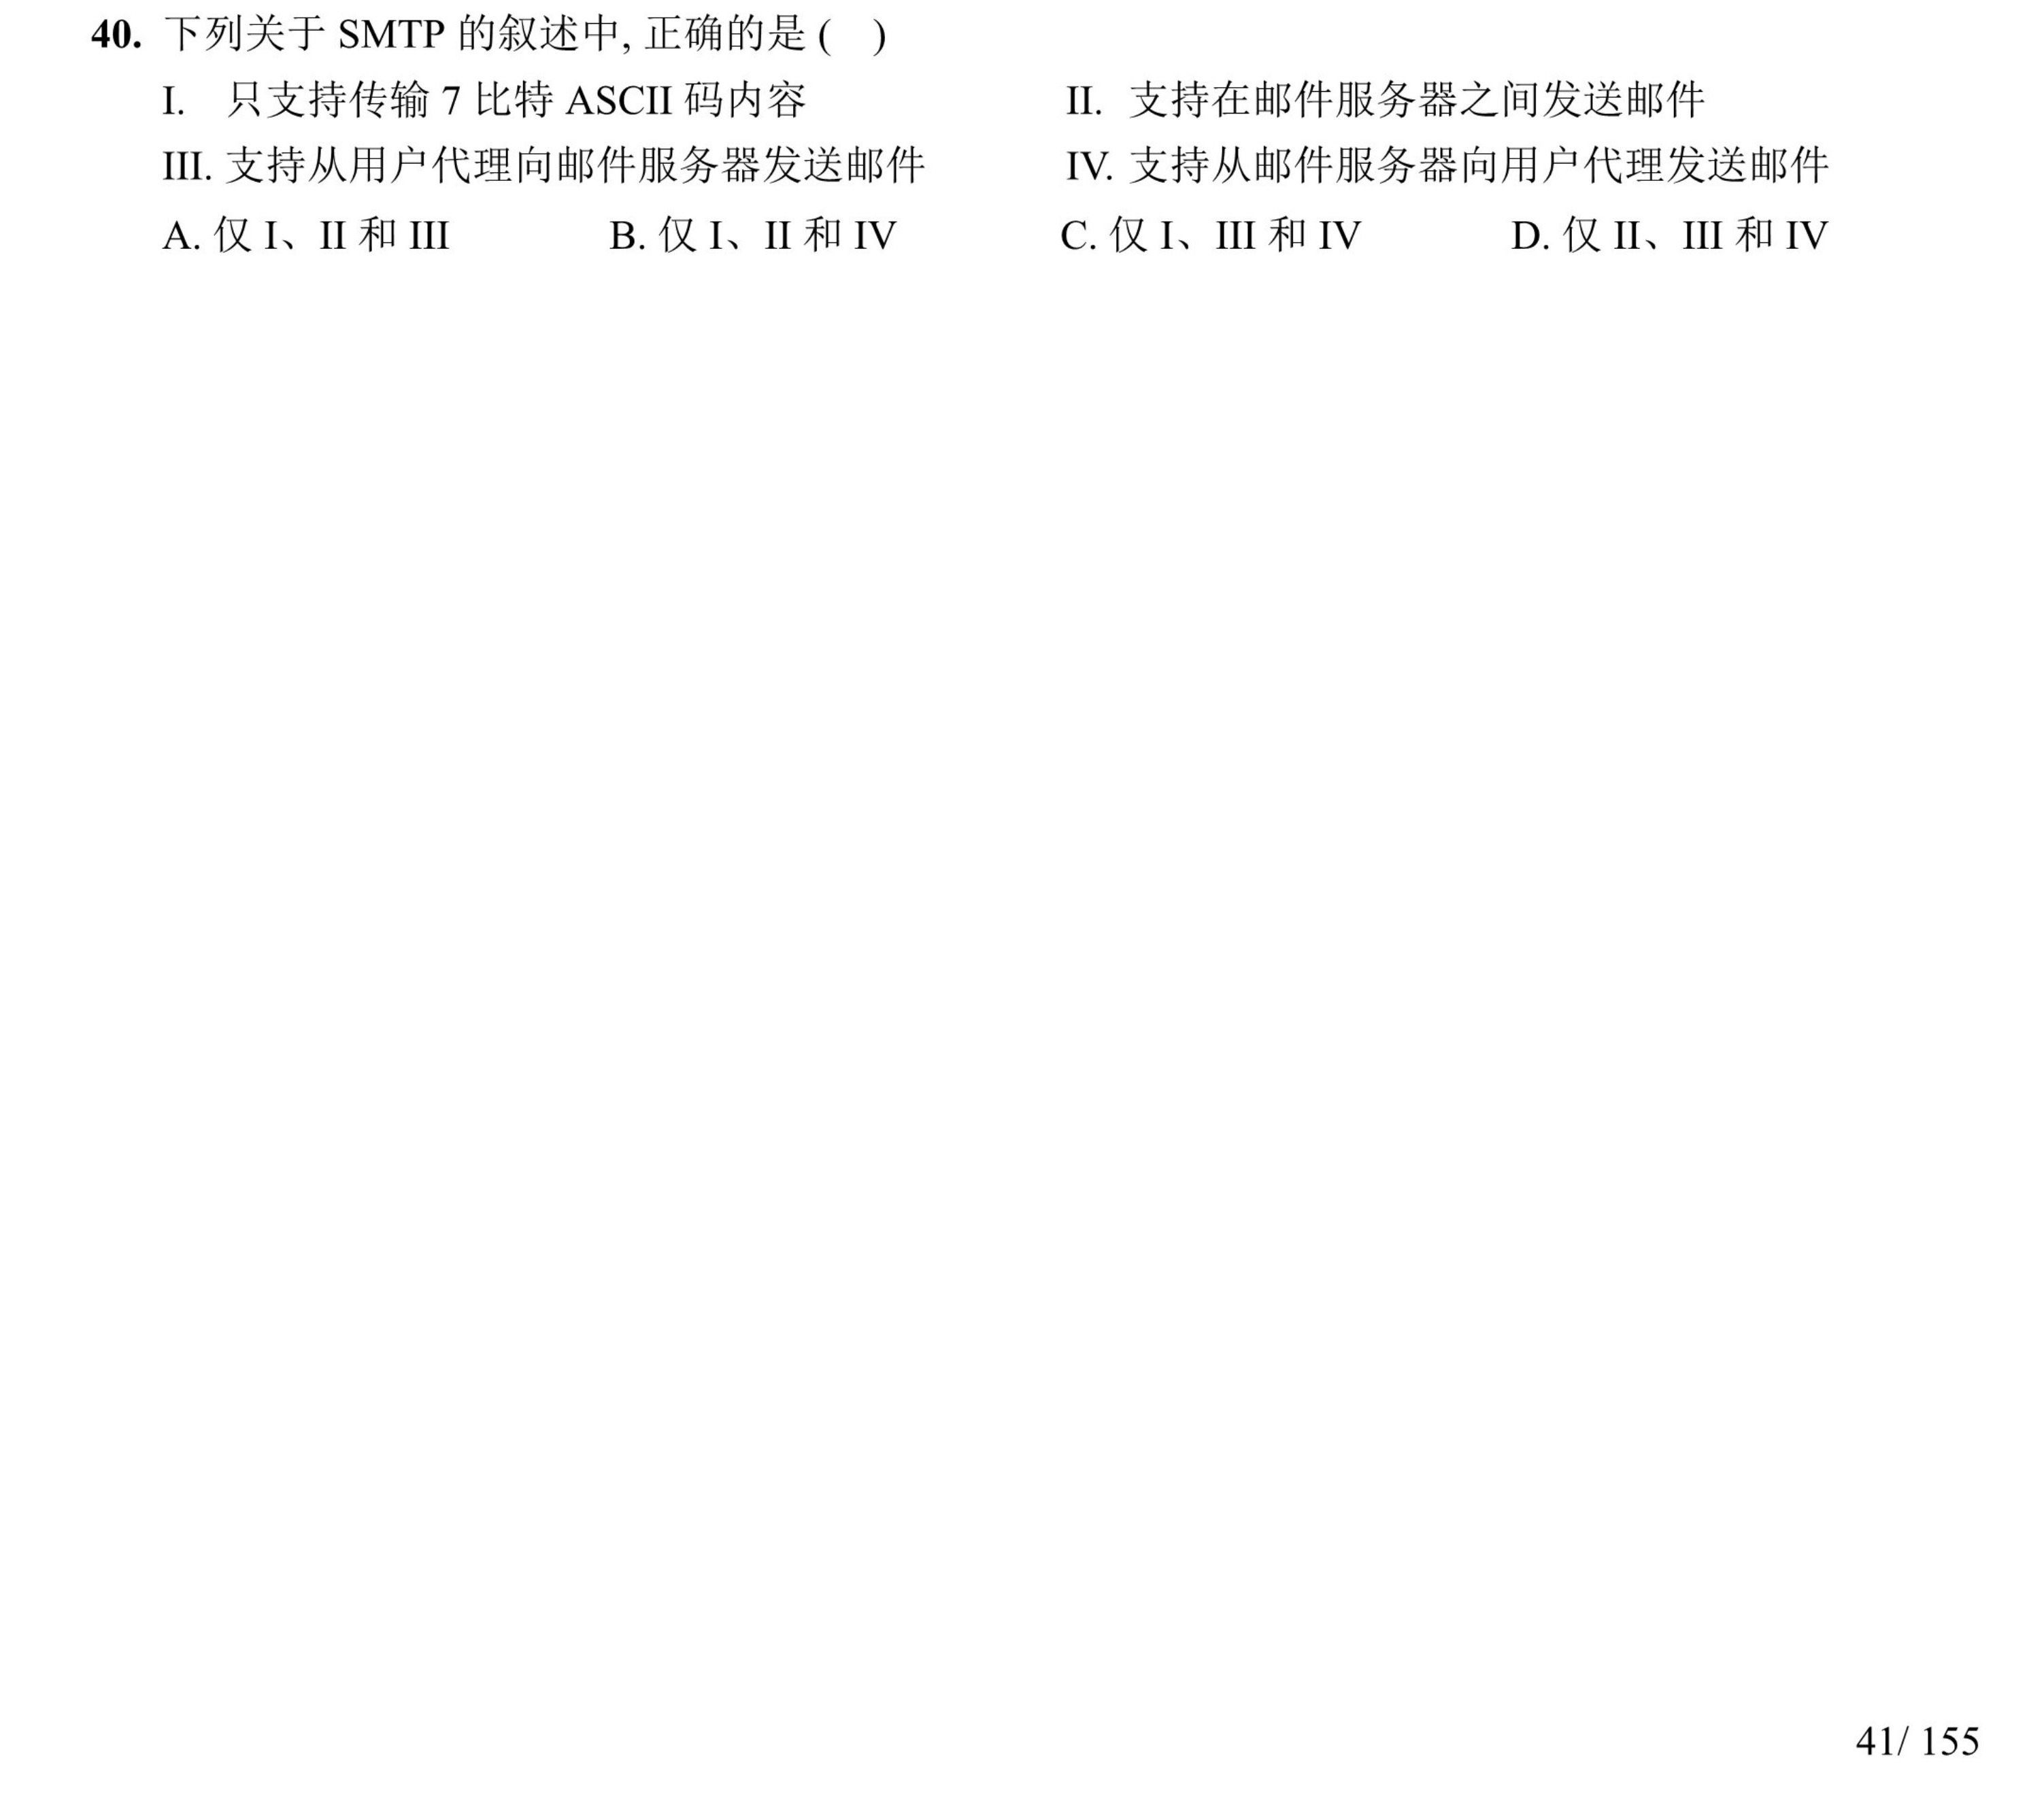 40. 下列关于 SMTP 的叙述中, 正确的是 ( )
I. 只支持传输 7 比特 ASCII 码内容 II. 支持在邮件服务器之间发送邮件
III. 支持从用户代理向邮件服务器发送邮件 IV. 支持从邮件服务器向用户代理发送邮件
A. 仅 I、II 和 III B. 仅 I、II 和 IV C. 仅 I、III 和 IV D. 仅 II、III 和 IV
41/ 155